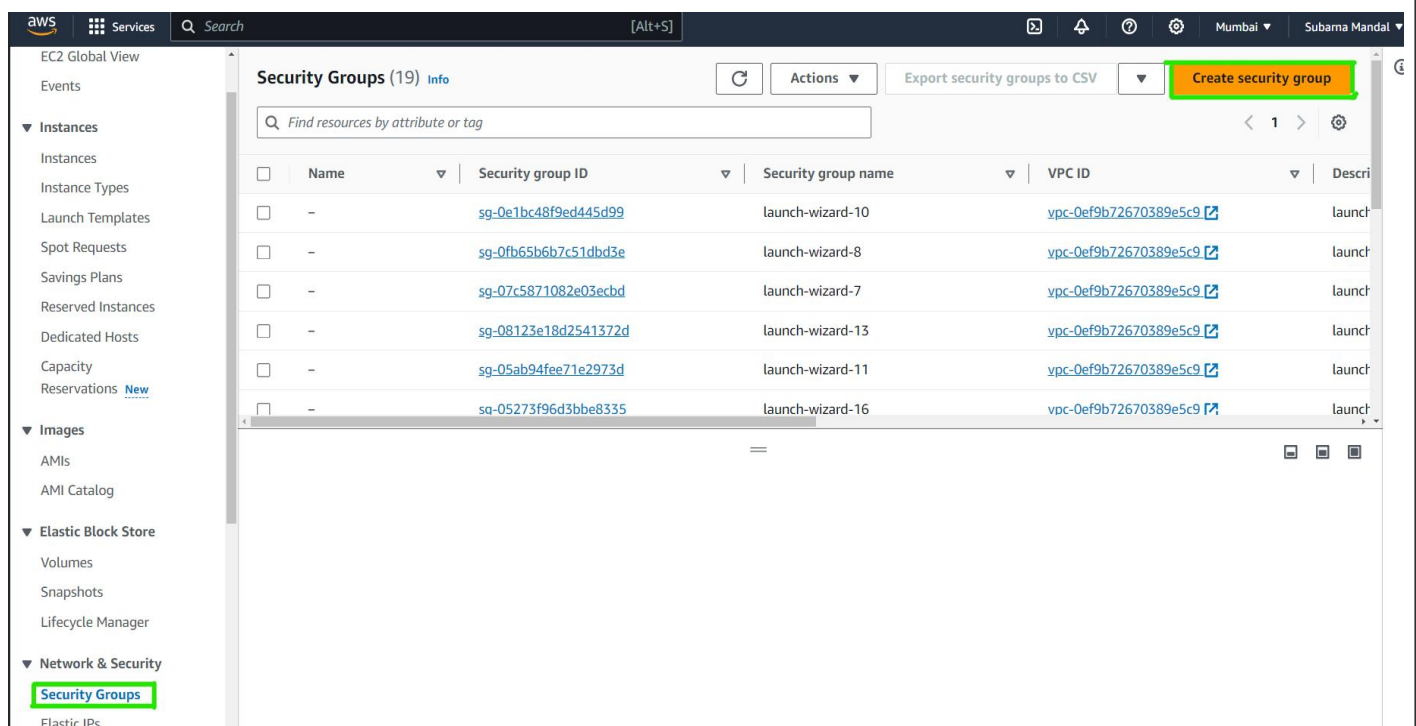 aws Services Search [Alt+S] Mumbai ▼ Subarna Mandal ▼
EC2 Global View
Events
Instances
Instances
Instance Types
Launch Templates
Spot Requests
Savings Plans
Reserved Instances
Dedicated Hosts
Capacity
Reservations New
Images
AMIs
AMI Catalog
Elastic Block Store
Volumes
Snapshots
Lifecycle Manager
Network & Security
Security Groups
Elastic IPs
Security Groups (19) Info Actions ▼ Export security groups to CSV ▼ Create security group
Find resources by attribute or tag < 1 >
Name Security group ID Security group name VPC ID Descri
– sg-0e1bc48f9ed445d99 launch-wizard-10 vpc-0ef9b72670389e5c9 launch
– sg-0fb65b6b7c51dbd3e launch-wizard-8 vpc-0ef9b72670389e5c9 launch
– sg-07c5871082e03ecbd launch-wizard-7 vpc-0ef9b72670389e5c9 launch
– sg-08123e18d2541372d launch-wizard-13 vpc-0ef9b72670389e5c9 launch
– sg-05ab94fee71e2973d launch-wizard-11 vpc-0ef9b72670389e5c9 launch
– sg-05273f96d3bbe8335 launch-wizard-16 vpc-0ef9b72670389e5c9 launch